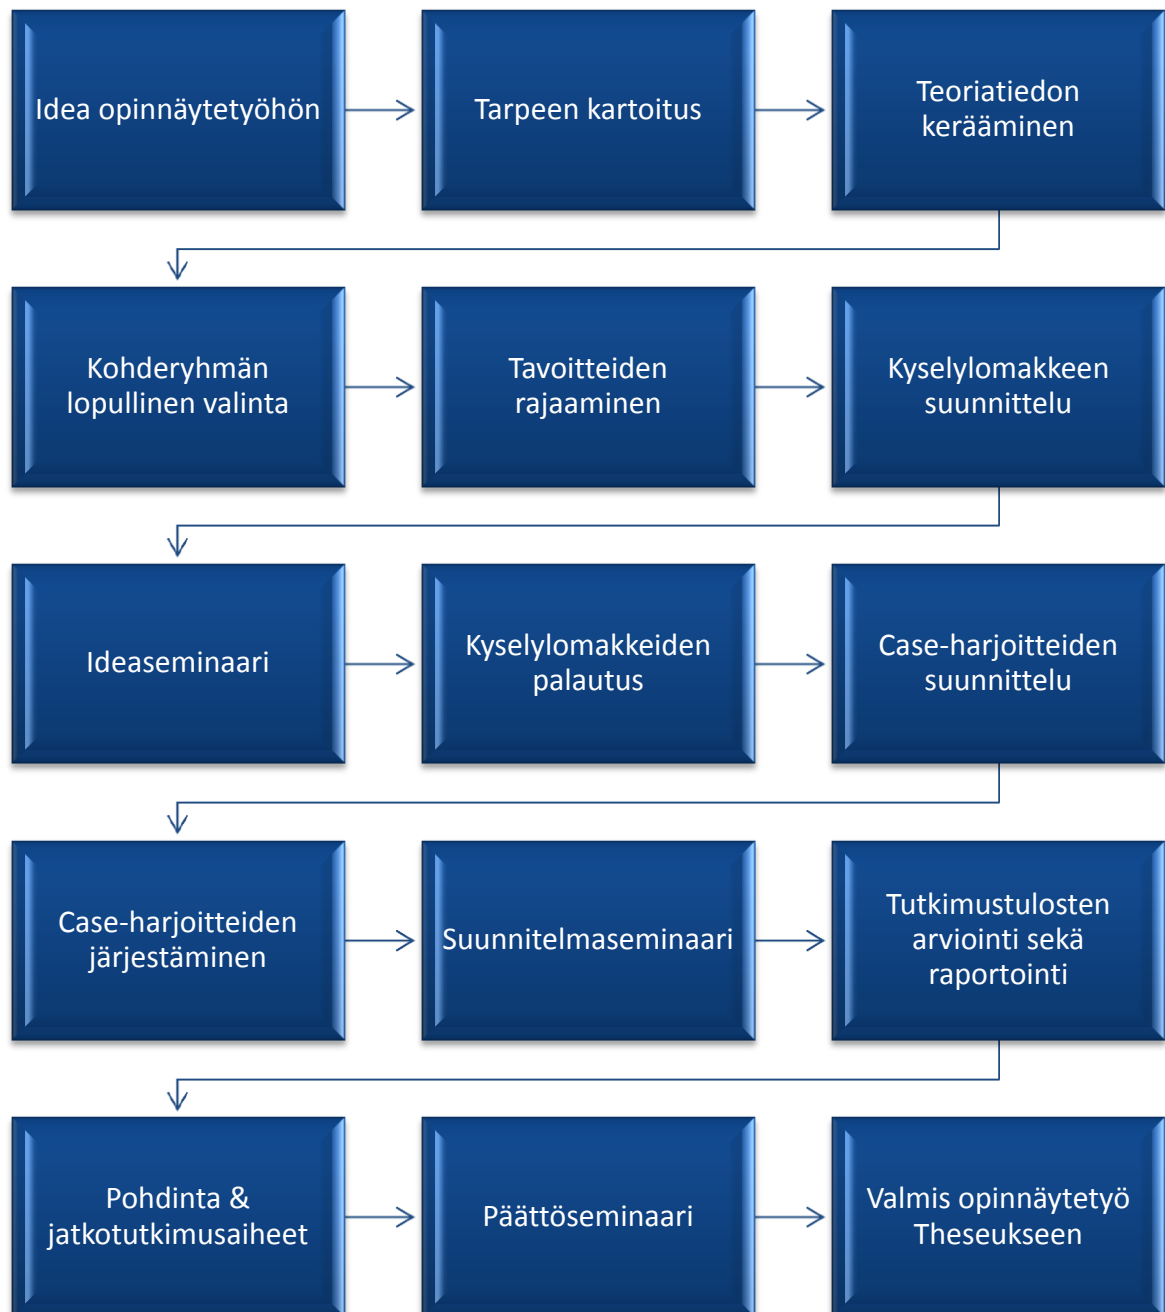 Idea opinnäytetyöhön
Tarpeen kartoitus
Teoriatiedon
kerääminen
Kohderyhmän
lopullinen valinta
Tavoitteiden
rajaaminen
Kyselylomakkeen
suunnittelu
Ideaseminaari
Kyselylomakkeiden
palautus
Case-harjoitteiden
suunnittelu
Case-harjoitteiden
järjestäminen
Suunnitelmaseminaari
Tutkimustulosten
arviointi sekä
raportointi
Pohdinta &
jatkotutkimusaiheet
Päättöseminaari
Valmis opinnäytetyö
Theseukseen